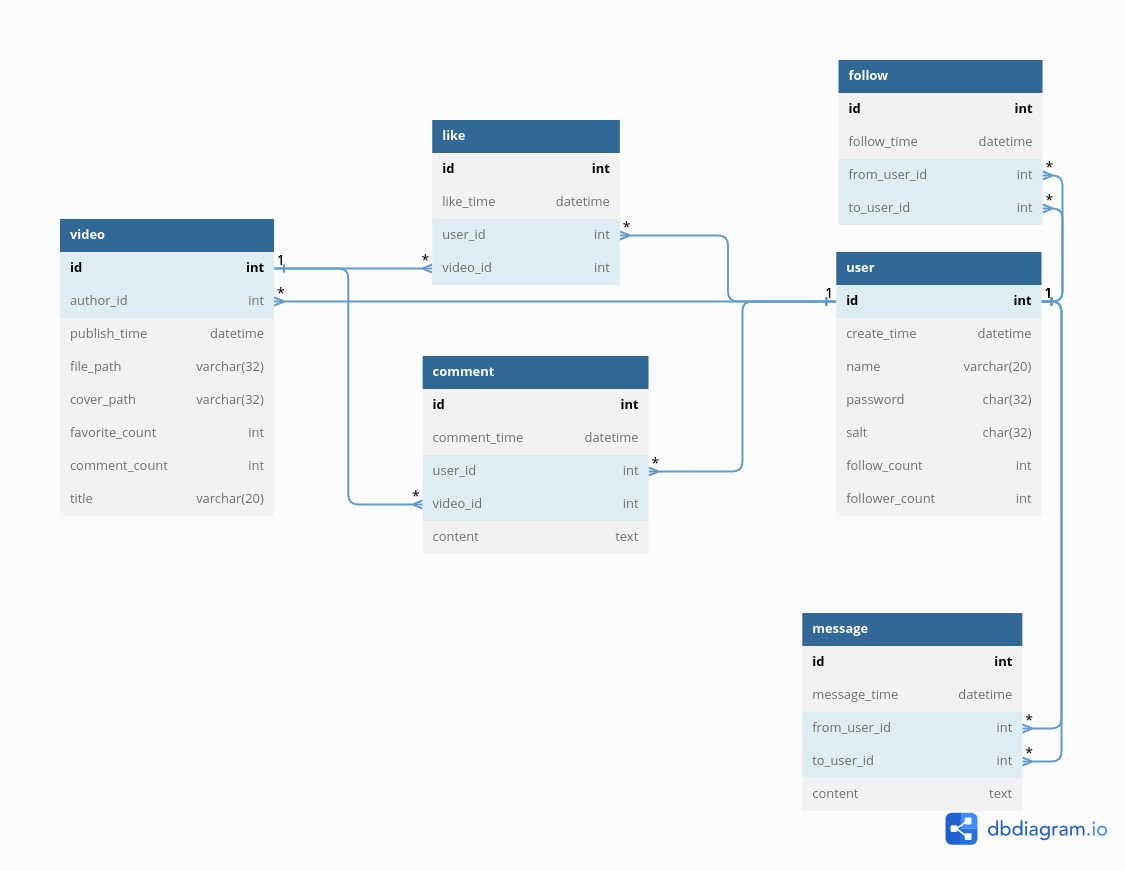 follow
id int
follow_time datetime
from_user_id int *
to_user_id int *
like
id int
like_time datetime
user_id int *
* video_id int
video
id int 1
author_id int *
publish_time datetime
file_path varchar(32)
cover_path varchar(32)
favorite_count int
comment_count int
title varchar(20)
user
1 id int 1
create_time datetime
name varchar(20)
password char(32)
salt char(32)
follow_count int
follower_count int
comment
id int
comment_time datetime
user_id int *
* video_id int
content text
message
id int
message_time datetime
from_user_id int *
to_user_id int *
content text
dbdiagram.io